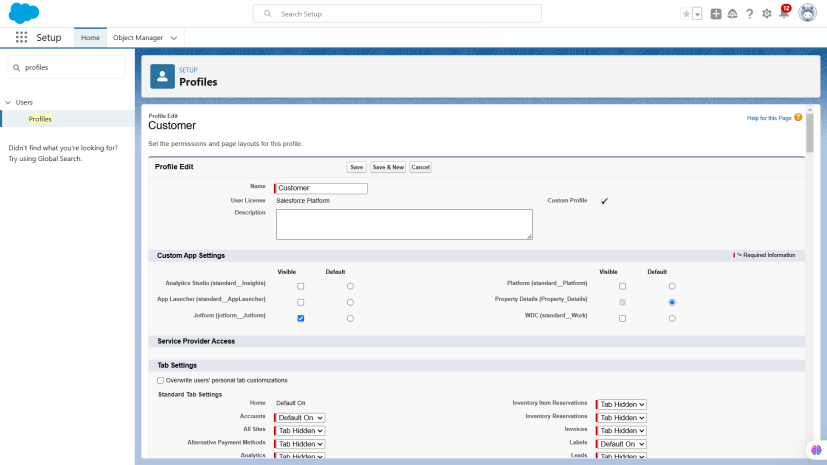 Search Setup
12
Setup
Home
Object Manager
profiles
Users
Profiles
Didn't find what you're looking for?
Try using Global Search.
SETUP
Profiles
Profile Edit
Customer
Help for this Page
Set the permissions and page layouts for this profile.
Profile Edit
Save
Save & New
Cancel
Name
Customer
User License
Salesforce Platform
Custom Profile
Description
Custom App Settings
= Required Information
Visible
Default
Visible
Default
Analytics Studio (standard__Insights)
Platform (standard__Platform)
App Launcher (standard__AppLauncher)
Property Details (Property_Details)
Jotform (jotform__Jotform)
WDC (standard__Work)
Service Provider Access
Tab Settings
Overwrite users' personal tab customizations
Standard Tab Settings
Home
Default On
Inventory Item Reservations
Tab Hidden
Accounts
Default On
Inventory Reservations
Tab Hidden
All Sites
Tab Hidden
Invoices
Tab Hidden
Alternative Payment Methods
Tab Hidden
Labels
Default On
Analytics
Tab Hidden
Leads
Tab Hidden